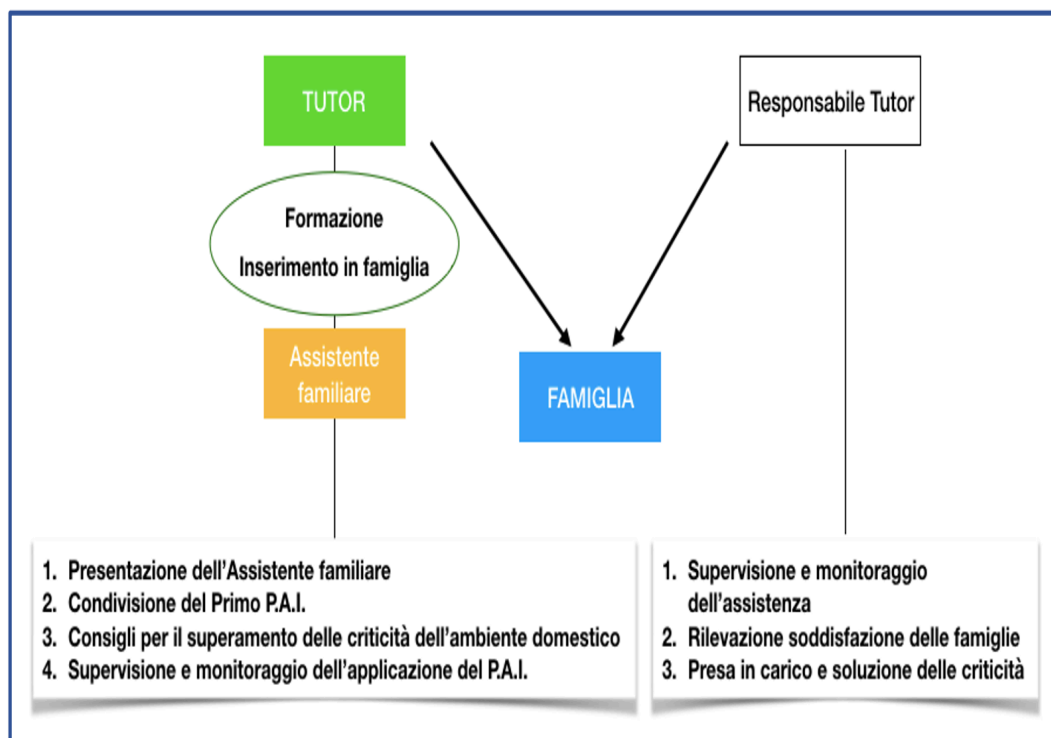 TUTOR
Responsabile Tutor
Formazione
Inserimento in famiglia
Assistente
familiare
FAMIGLIA
1. Presentazione dell'Assistente familiare
2. Condivisione del Primo P.A.I.
3. Consigli per il superamento delle criticità dell'ambiente domestico
4. Supervisione e monitoraggio dell'applicazione del P.A.I.
1. Supervisione e monitoraggio
dell'assistenza
2. Rilevazione soddisfazione delle famiglie
3. Presa in carico e soluzione delle criticità